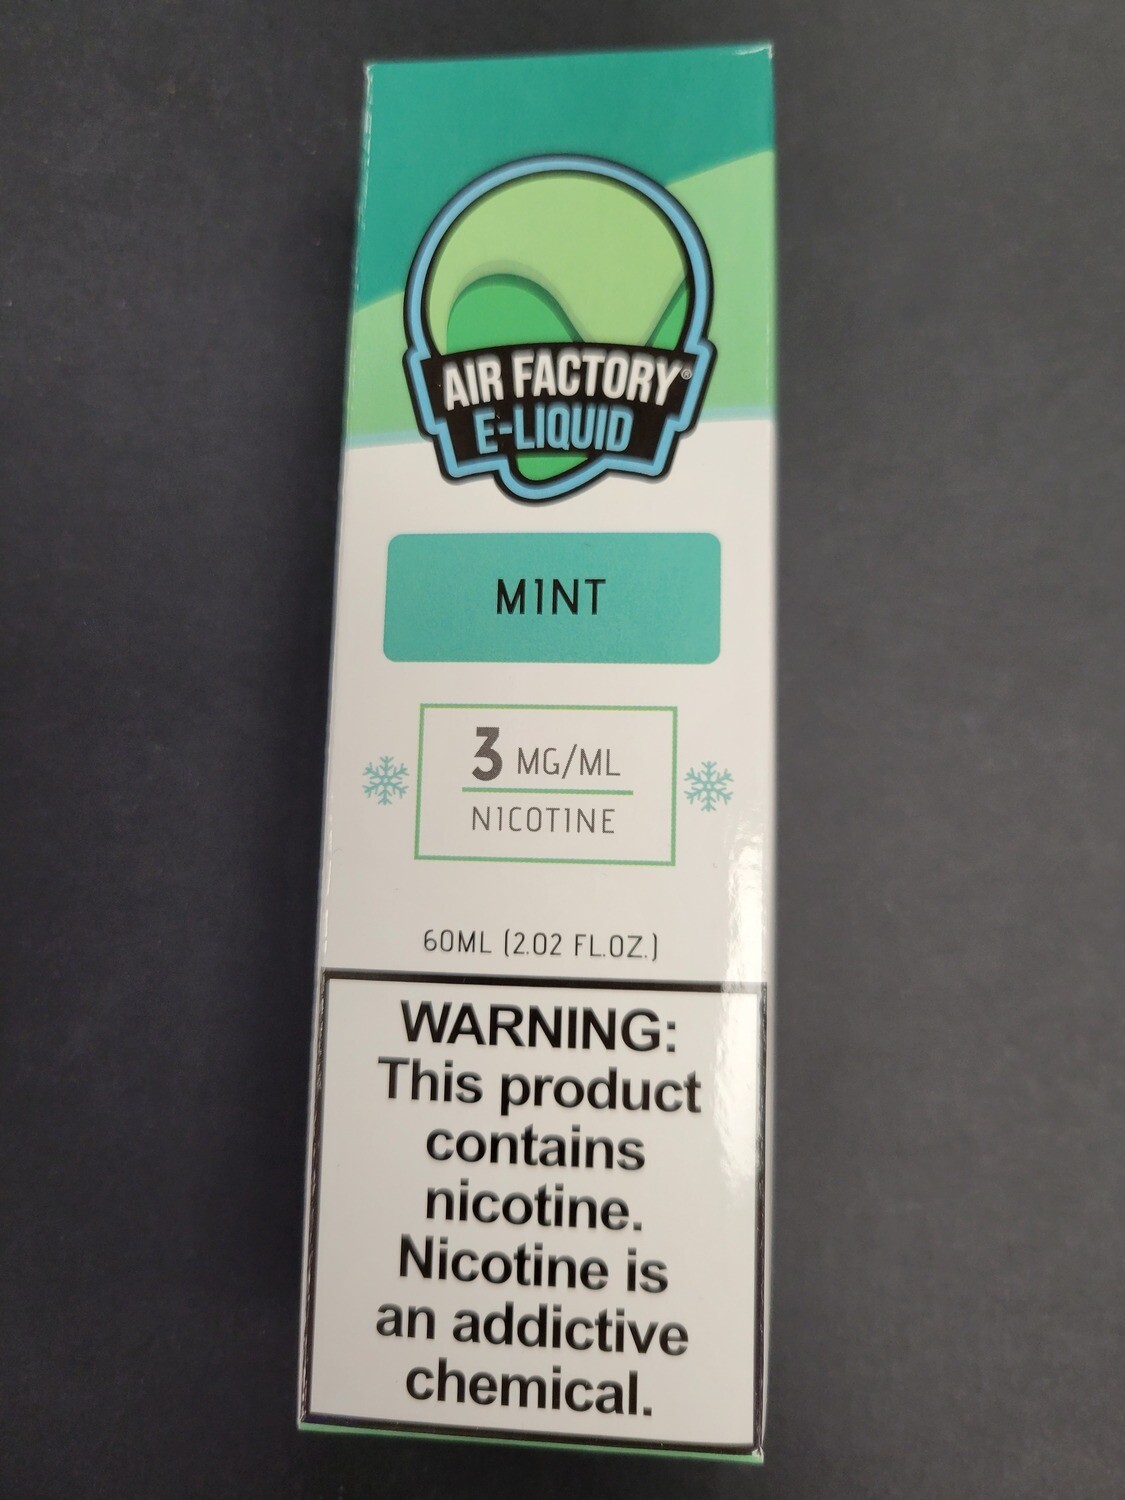 AIR FACTORY®
E-LIQUID
MINT
3 MG/ML
NICOTINE
60ML (2.02 FL.OZ.)
WARNING:
This product
contains
nicotine.
Nicotine is
an addictive
chemical.